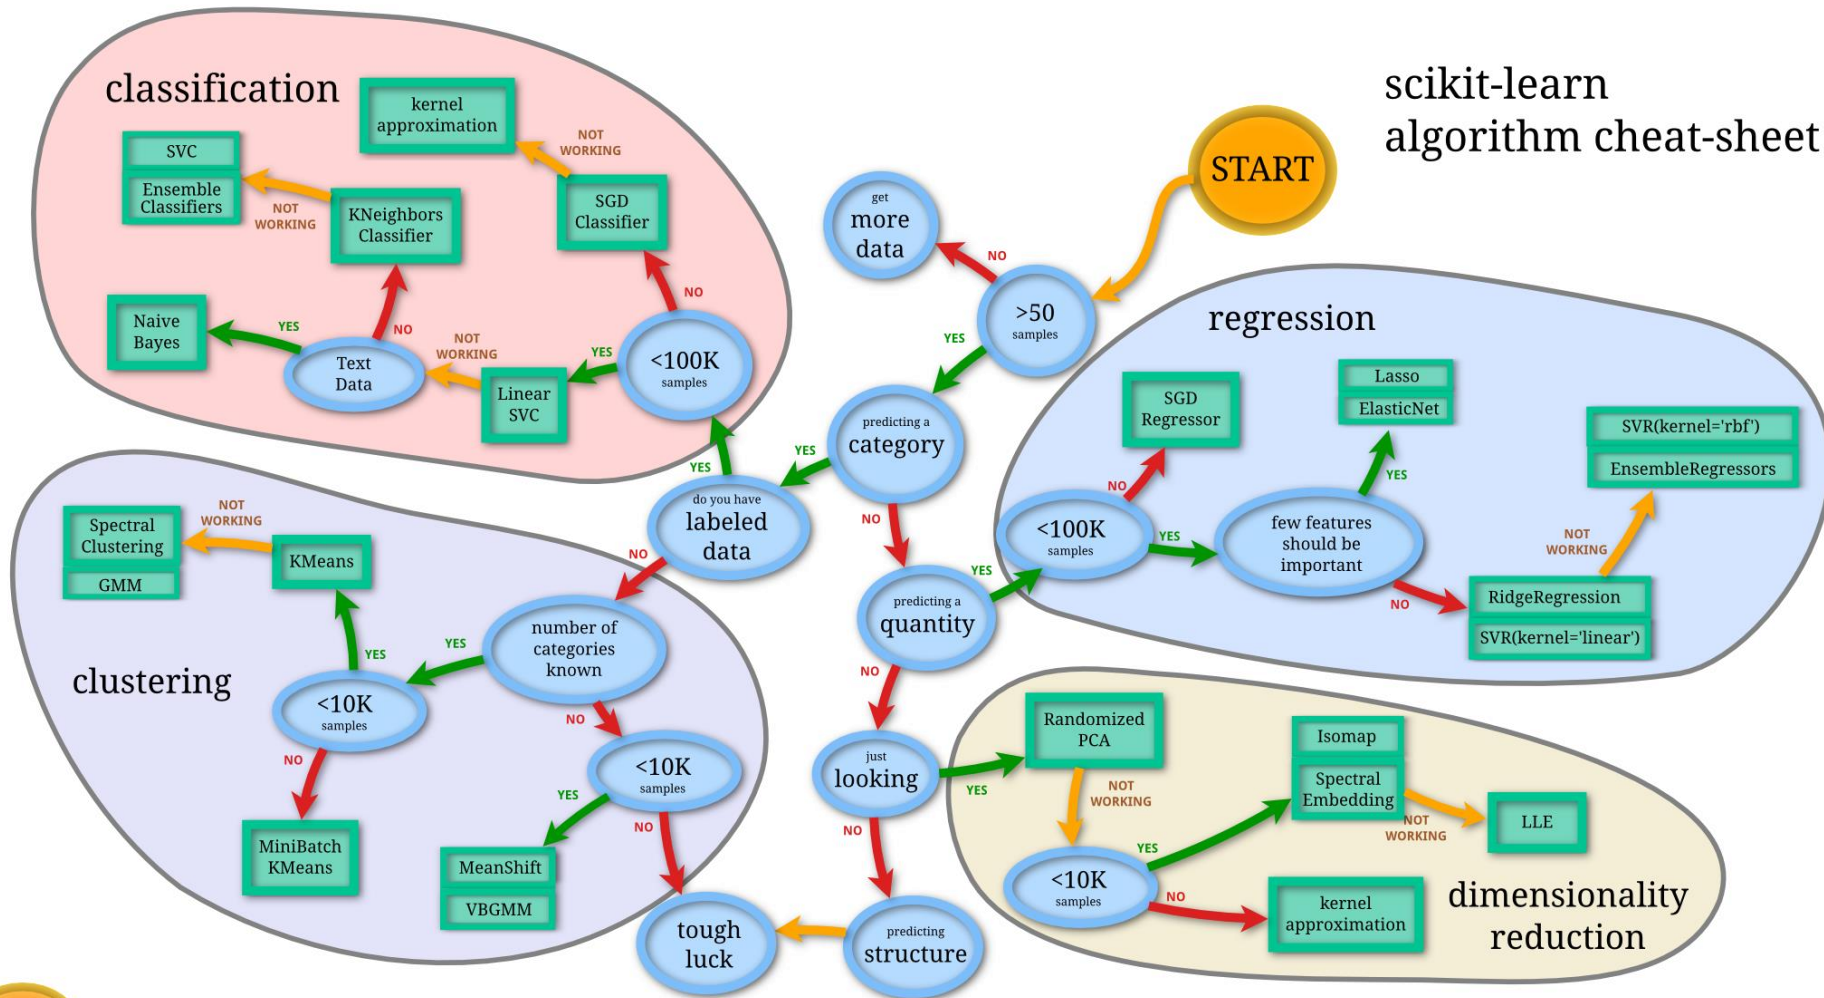 scikit-learn
algorithm cheat-sheet
START
>50
samples
NO
get
more
data
YES
predicting a
category
YES
do you have
labeled
data
YES
NO
NO
predicting a
quantity
YES
NO
just
looking
YES
NO
predicting
structure
tough
luck
classification
<100K
samples
NO
SGD
Classifier
NOT
WORKING
kernel
approximation
YES
Linear
SVC
NOT
WORKING
Text
Data
YES
Naive
Bayes
NO
KNeighbors
Classifier
NOT
WORKING
SVC
Ensemble
Classifiers
clustering
number of
categories
known
YES
<10K
samples
YES
KMeans
NOT
WORKING
Spectral
Clustering
GMM
NO
MiniBatch
KMeans
NO
<10K
samples
YES
MeanShift
VBGMM
NO
regression
<100K
samples
NO
SGD
Regressor
YES
few features
should be
important
YES
Lasso
ElasticNet
NO
RidgeRegression
SVR(kernel='linear')
NOT
WORKING
SVR(kernel='rbf')
EnsembleRegressors
dimensionality
reduction
Randomized
PCA
NOT
WORKING
<10K
samples
YES
Isomap
Spectral
Embedding
NOT
WORKING
LLE
NO
kernel
approximation